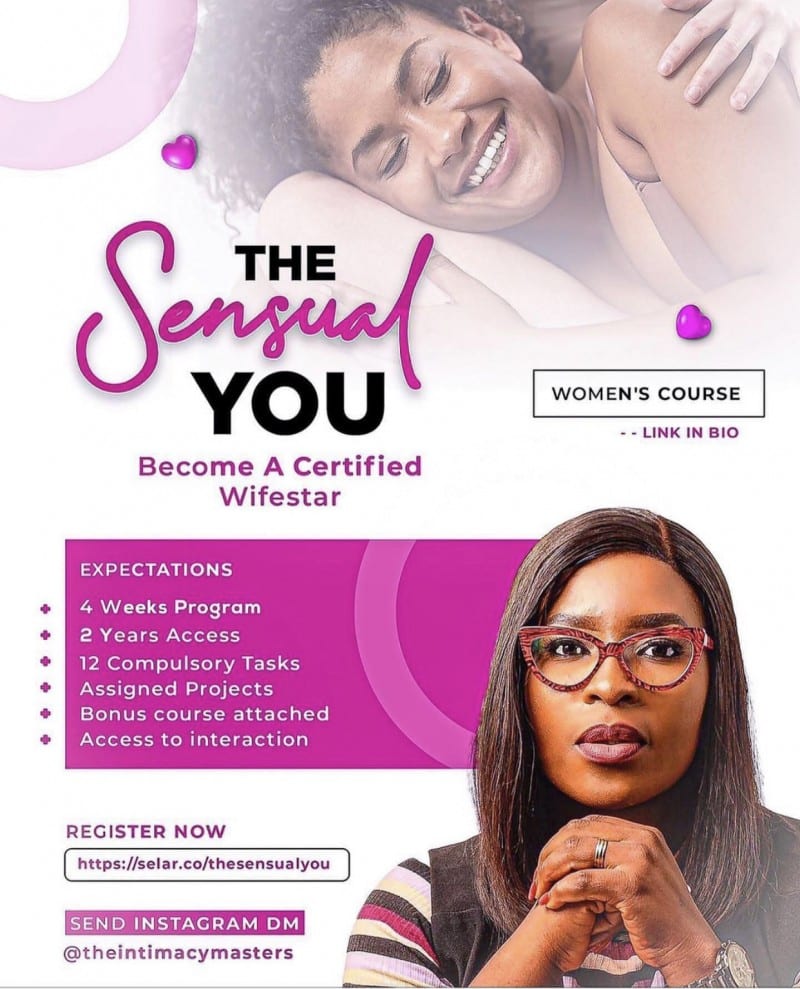 THE
Sensual
YOU
Become A Certified
Wifestar
WOMEN'S COURSE
- - LINK IN BIO
EXPECTATIONS
4 Weeks Program
2 Years Access
12 Compulsory Tasks
Assigned Projects
Bonus course attached
Access to interaction
REGISTER NOW
https://selar.co/thesensualyou
SEND INSTAGRAM DM
@theintimacymasters